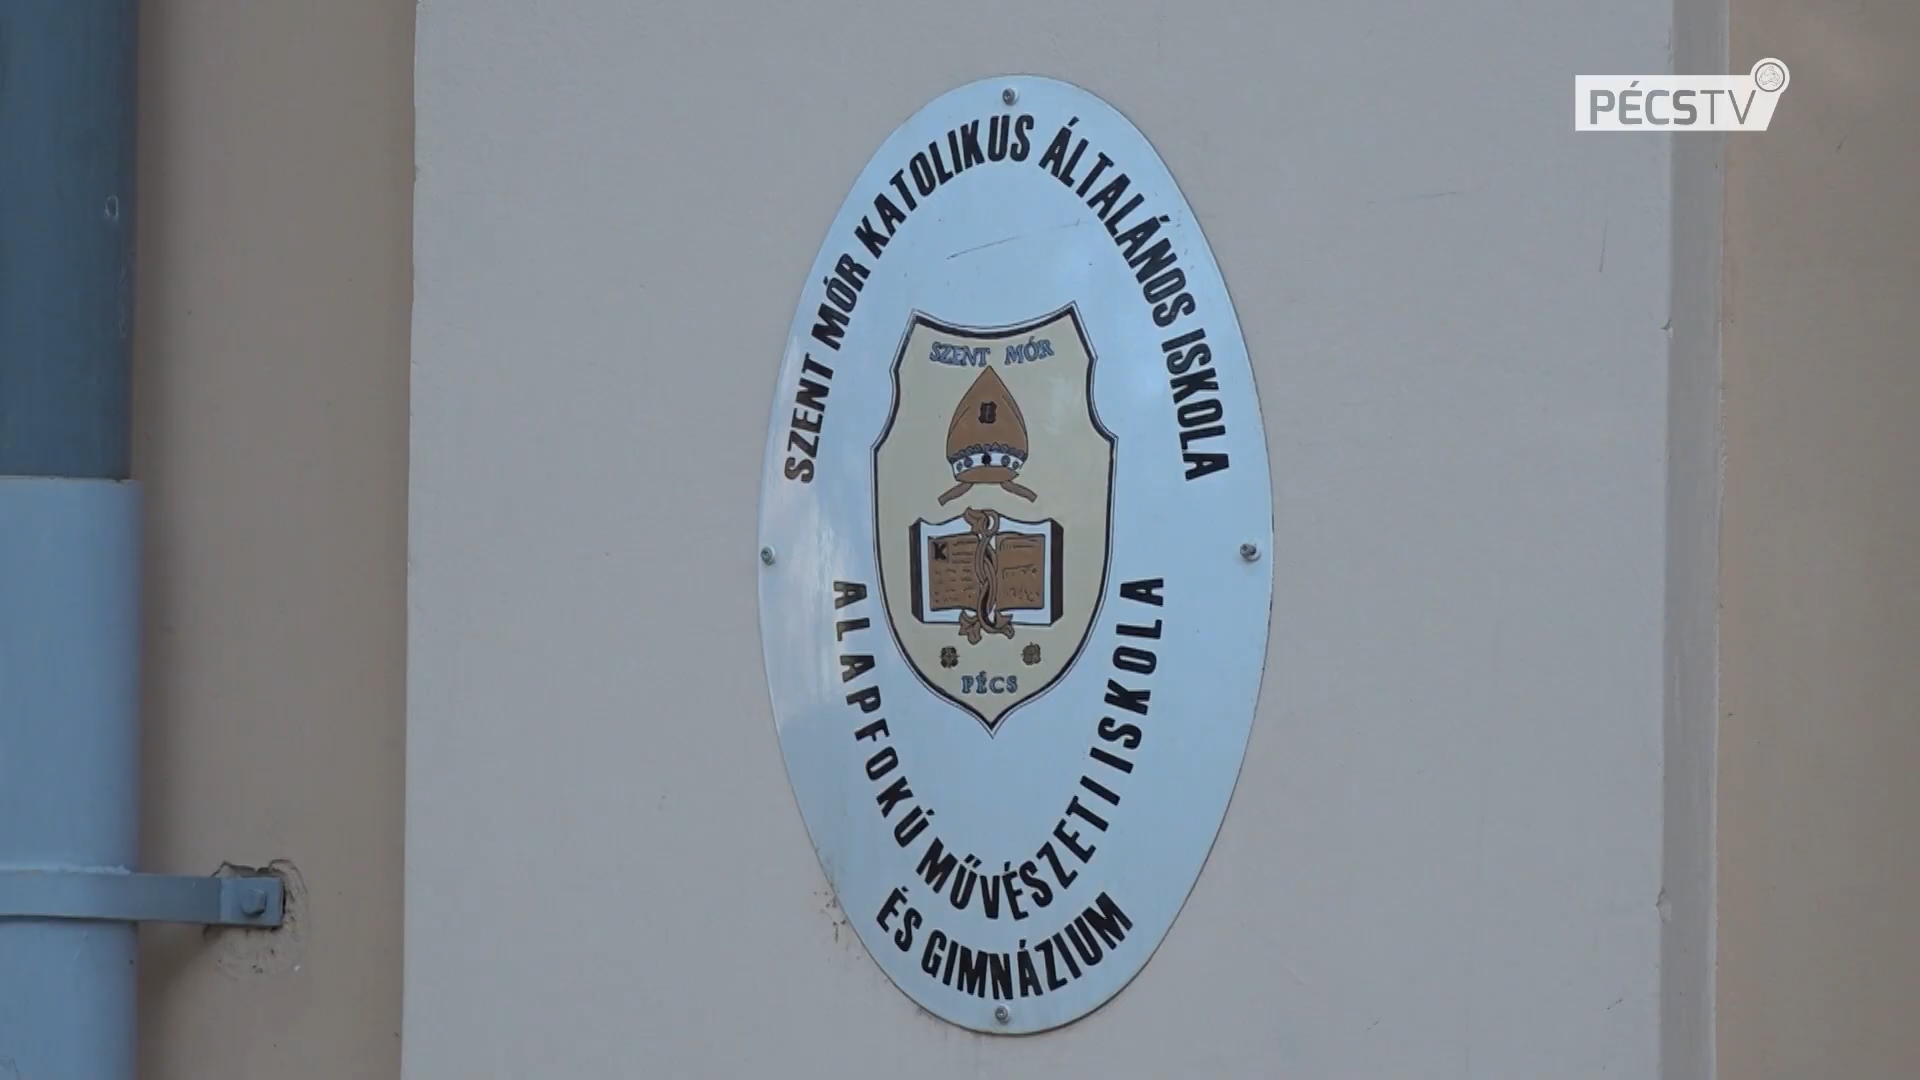 PÉCSTV
SZENT MÓR KATOLIKUS ÁLTALÁNOS ISKOLA
SZENT MÓR
K
PÉCS
ALAPFOKÚ MŰVÉSZETI ISKOLA
ÉS GIMNÁZIUM